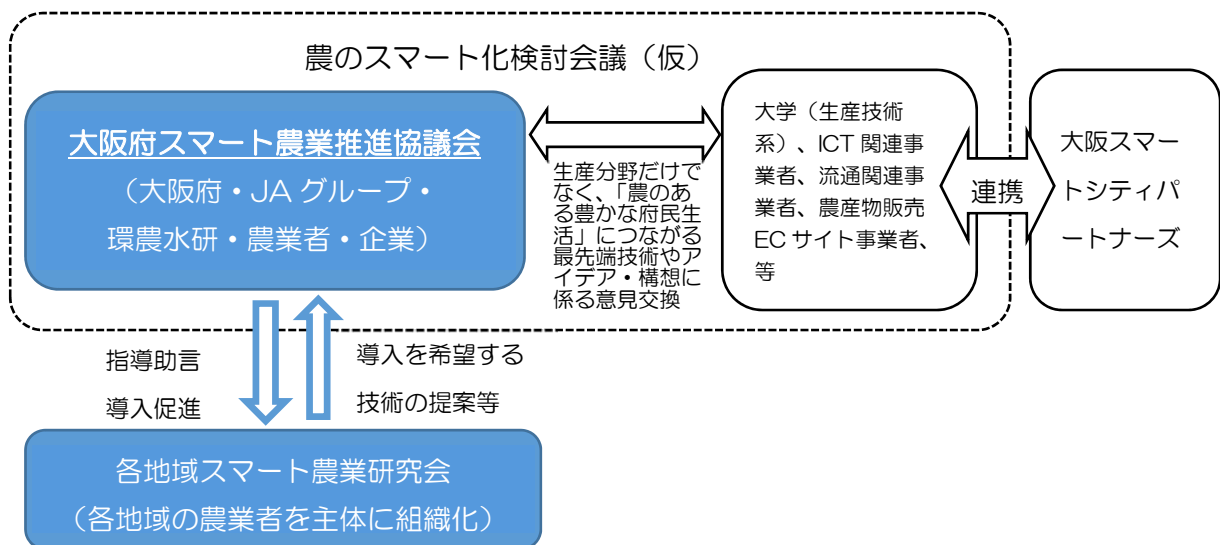 農のスマート化検討会議（仮）
大阪府スマート農業推進協議会
（大阪府・JAグループ・
環農水研・農業者・企業）
生産分野だけで
なく、「農のあ
る豊かな府民生
活」につながる
最先端技術やア
イデア・構想に
係る意見交換
大学（生産技術
系）、ICT関連事
業者、流通関連事
業者、農産物販売
ECサイト事業者、
等
連携
大阪スマー
トシティパ
ートナーズ
指導助言
導入促進
導入を希望する
技術の提案等
各地域スマート農業研究会
（各地域の農業者を主体に組織化）